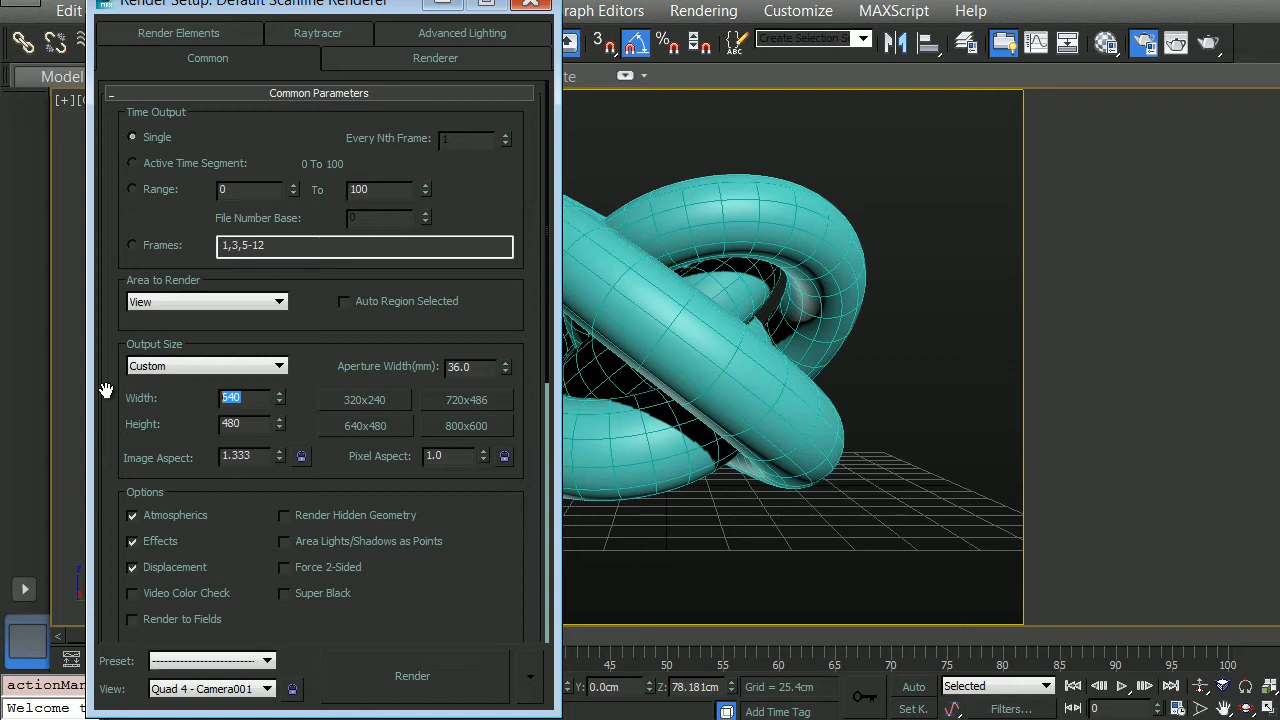 Render Setup: Default Scanline Renderer
Edit
raph Editors
Rendering
Customize
MAXScript
Help
Render Elements
Raytracer
Advanced Lighting
Common
Renderer
3
ABC
Create Selection S
Model
te
[+][
Common Parameters
Time Output
Single
Every Nth Frame:
1
Active Time Segment:
0 To 100
Range:
0
To
100
File Number Base:
0
Frames:
1,3,5-12
Area to Render
View
Auto Region Selected
Output Size
Custom
Aperture Width(mm):
36.0
Width:
640
320x240
720x486
Height:
480
640x480
800x600
Image Aspect:
1.333
Pixel Aspect:
1.0
Options
Atmospherics
Render Hidden Geometry
Effects
Area Lights/Shadows as Points
Displacement
Force 2-Sided
Video Color Check
Super Black
Render to Fields
Preset:
Render
View:
Quad 4 - Camera001
z
<
actionMar
Welcome t
45 50 55 60 65 70 75 80 85 90 95 100
Y: 0.0cm
Z: 78.181cm
Grid = 25.4cm
Add Time Tag
Auto
Selected
Set K.
Filters...
0